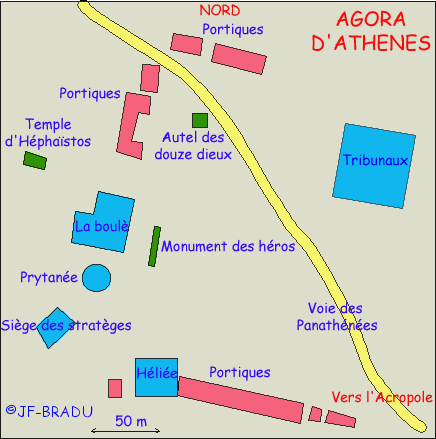 NORD
AGORA
D'ATHENES
Portiques
Portiques
Temple
d'Héphaïstos
Autel des
douze dieux
Tribunaux
La boulè
Monument des héros
Prytanée
Voie des
Panathénées
Siège des stratèges
Héliée
Portiques
Vers l'Acropole
©JF-BRADU
50 m